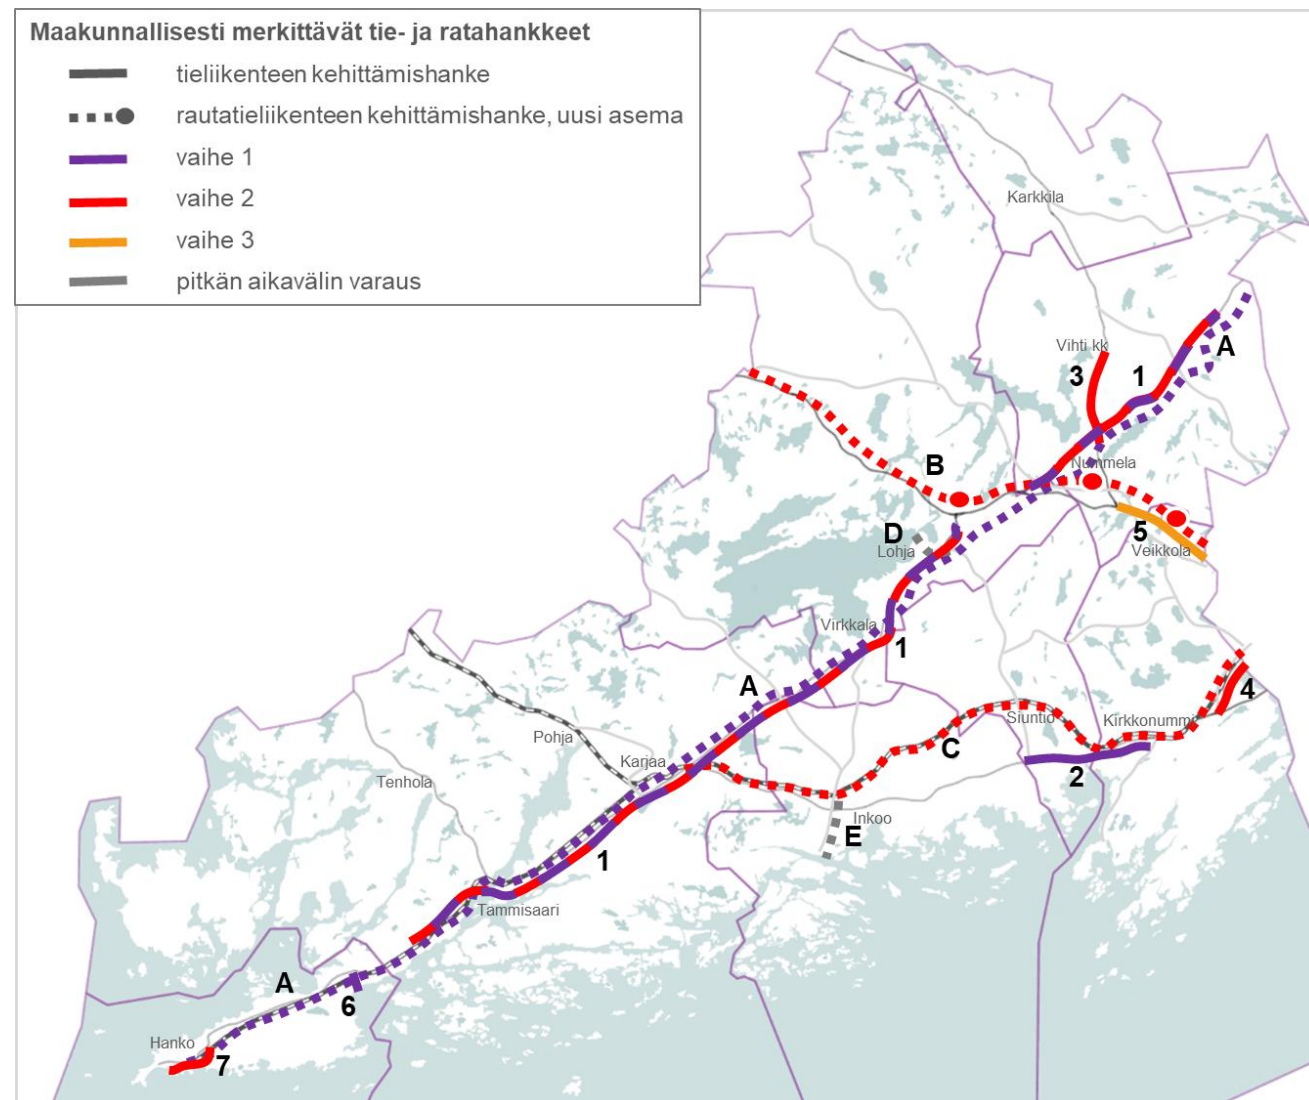 Maakunnallisesti merkittävät tie- ja ratahankkeet
tieliikenteen kehittämishanke
rautatieliikenteen kehittämishanke, uusi asema
vaihe 1
vaihe 2
vaihe 3
pitkän aikavälin varaus
Karkkila
Vihti kk
A
3
1
B
Nummela
D
Lohja
5
Veikkola
Virkkala
1
A
4
Siuntio
Kirkkonummi
Pohja
C
Karjaa
2
Tenhola
Inkoo
E
1
Tammisaari
A
6
Hanko
7